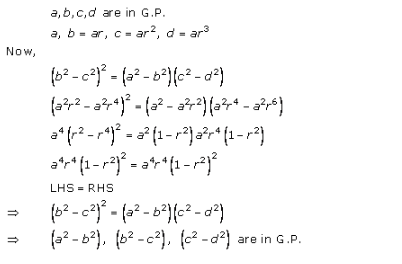 a, b, c, d are in G.P.
a, b = ar, c = ar², d = ar³
Now,
(b² – c²)² = (a² – b²)(c² – d²)
(a²r² – a²r⁴)² = (a² – a²r²)(a²r⁴ – a²r⁶)
a⁴(r² – r⁴)² = a²(1 – r²)a²r⁴(1 – r²)
a⁴r⁴(1 – r²)² = a⁴r⁴(1 – r²)²
LHS = RHS
⇒ (b² – c²)² = (a² – b²)(c² – d²)
⇒ (a² – b²), (b² – c²), (c² – d²) are in G.P.